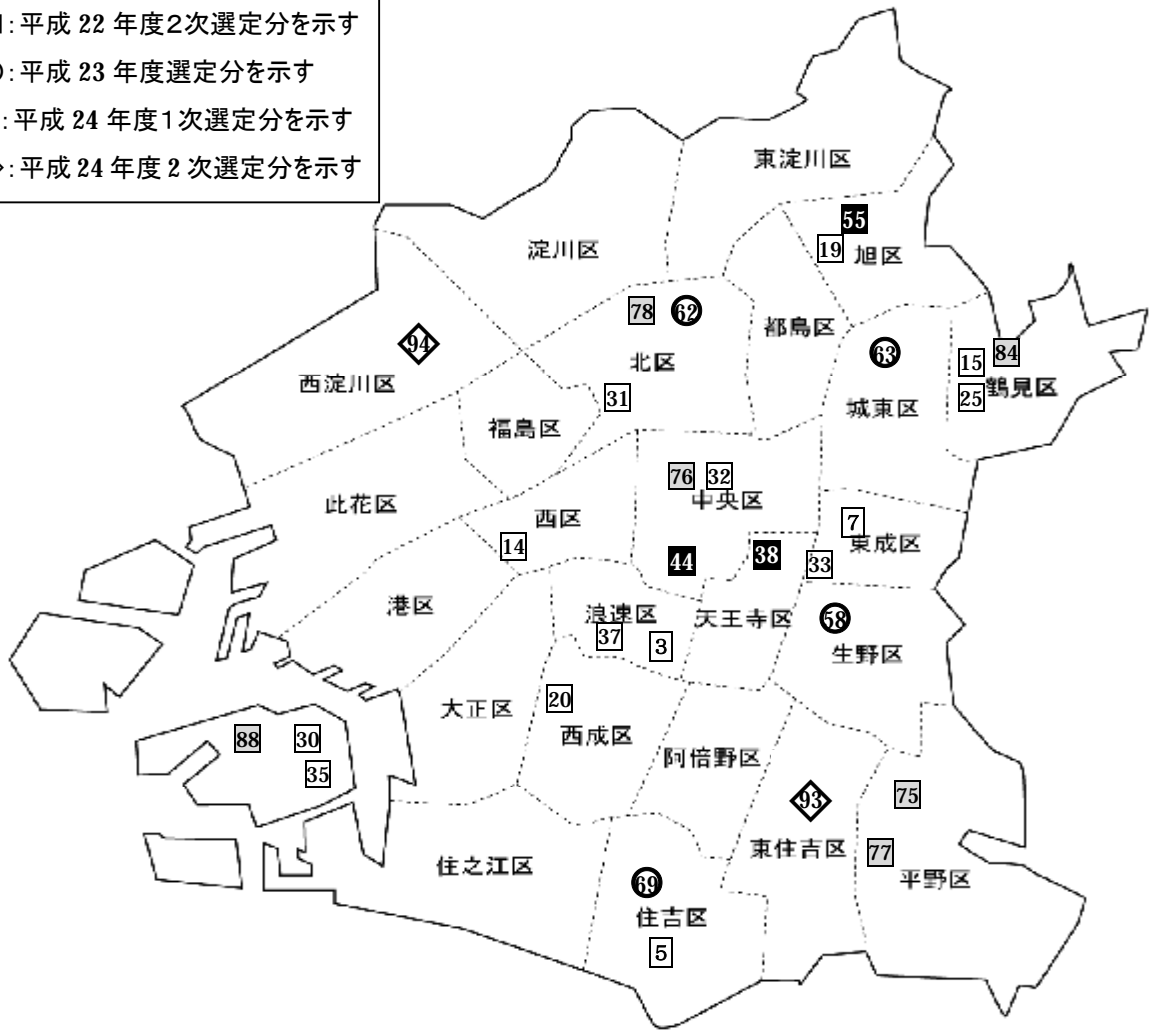 : 平成 22 年度2次選定分を示す
: 平成 23 年度選定分を示す
: 平成 24 年度1次選定分を示す
: 平成 24 年度 2 次選定分を示す
東淀川区
55
19
旭区
淀川区
78
62
都島区
94
北区
63
15
84
西淀川区
31
城東区
25
鶴見区
福島区
76
32
此花区
中央区
西区
7
14
東成区
44
38
33
港区
浪速区
天王寺区
58
37
3
生野区
20
大正区
西成区
88
30
阿倍野区
35
93
75
住之江区
東住吉区
77
平野区
69
住吉区
5